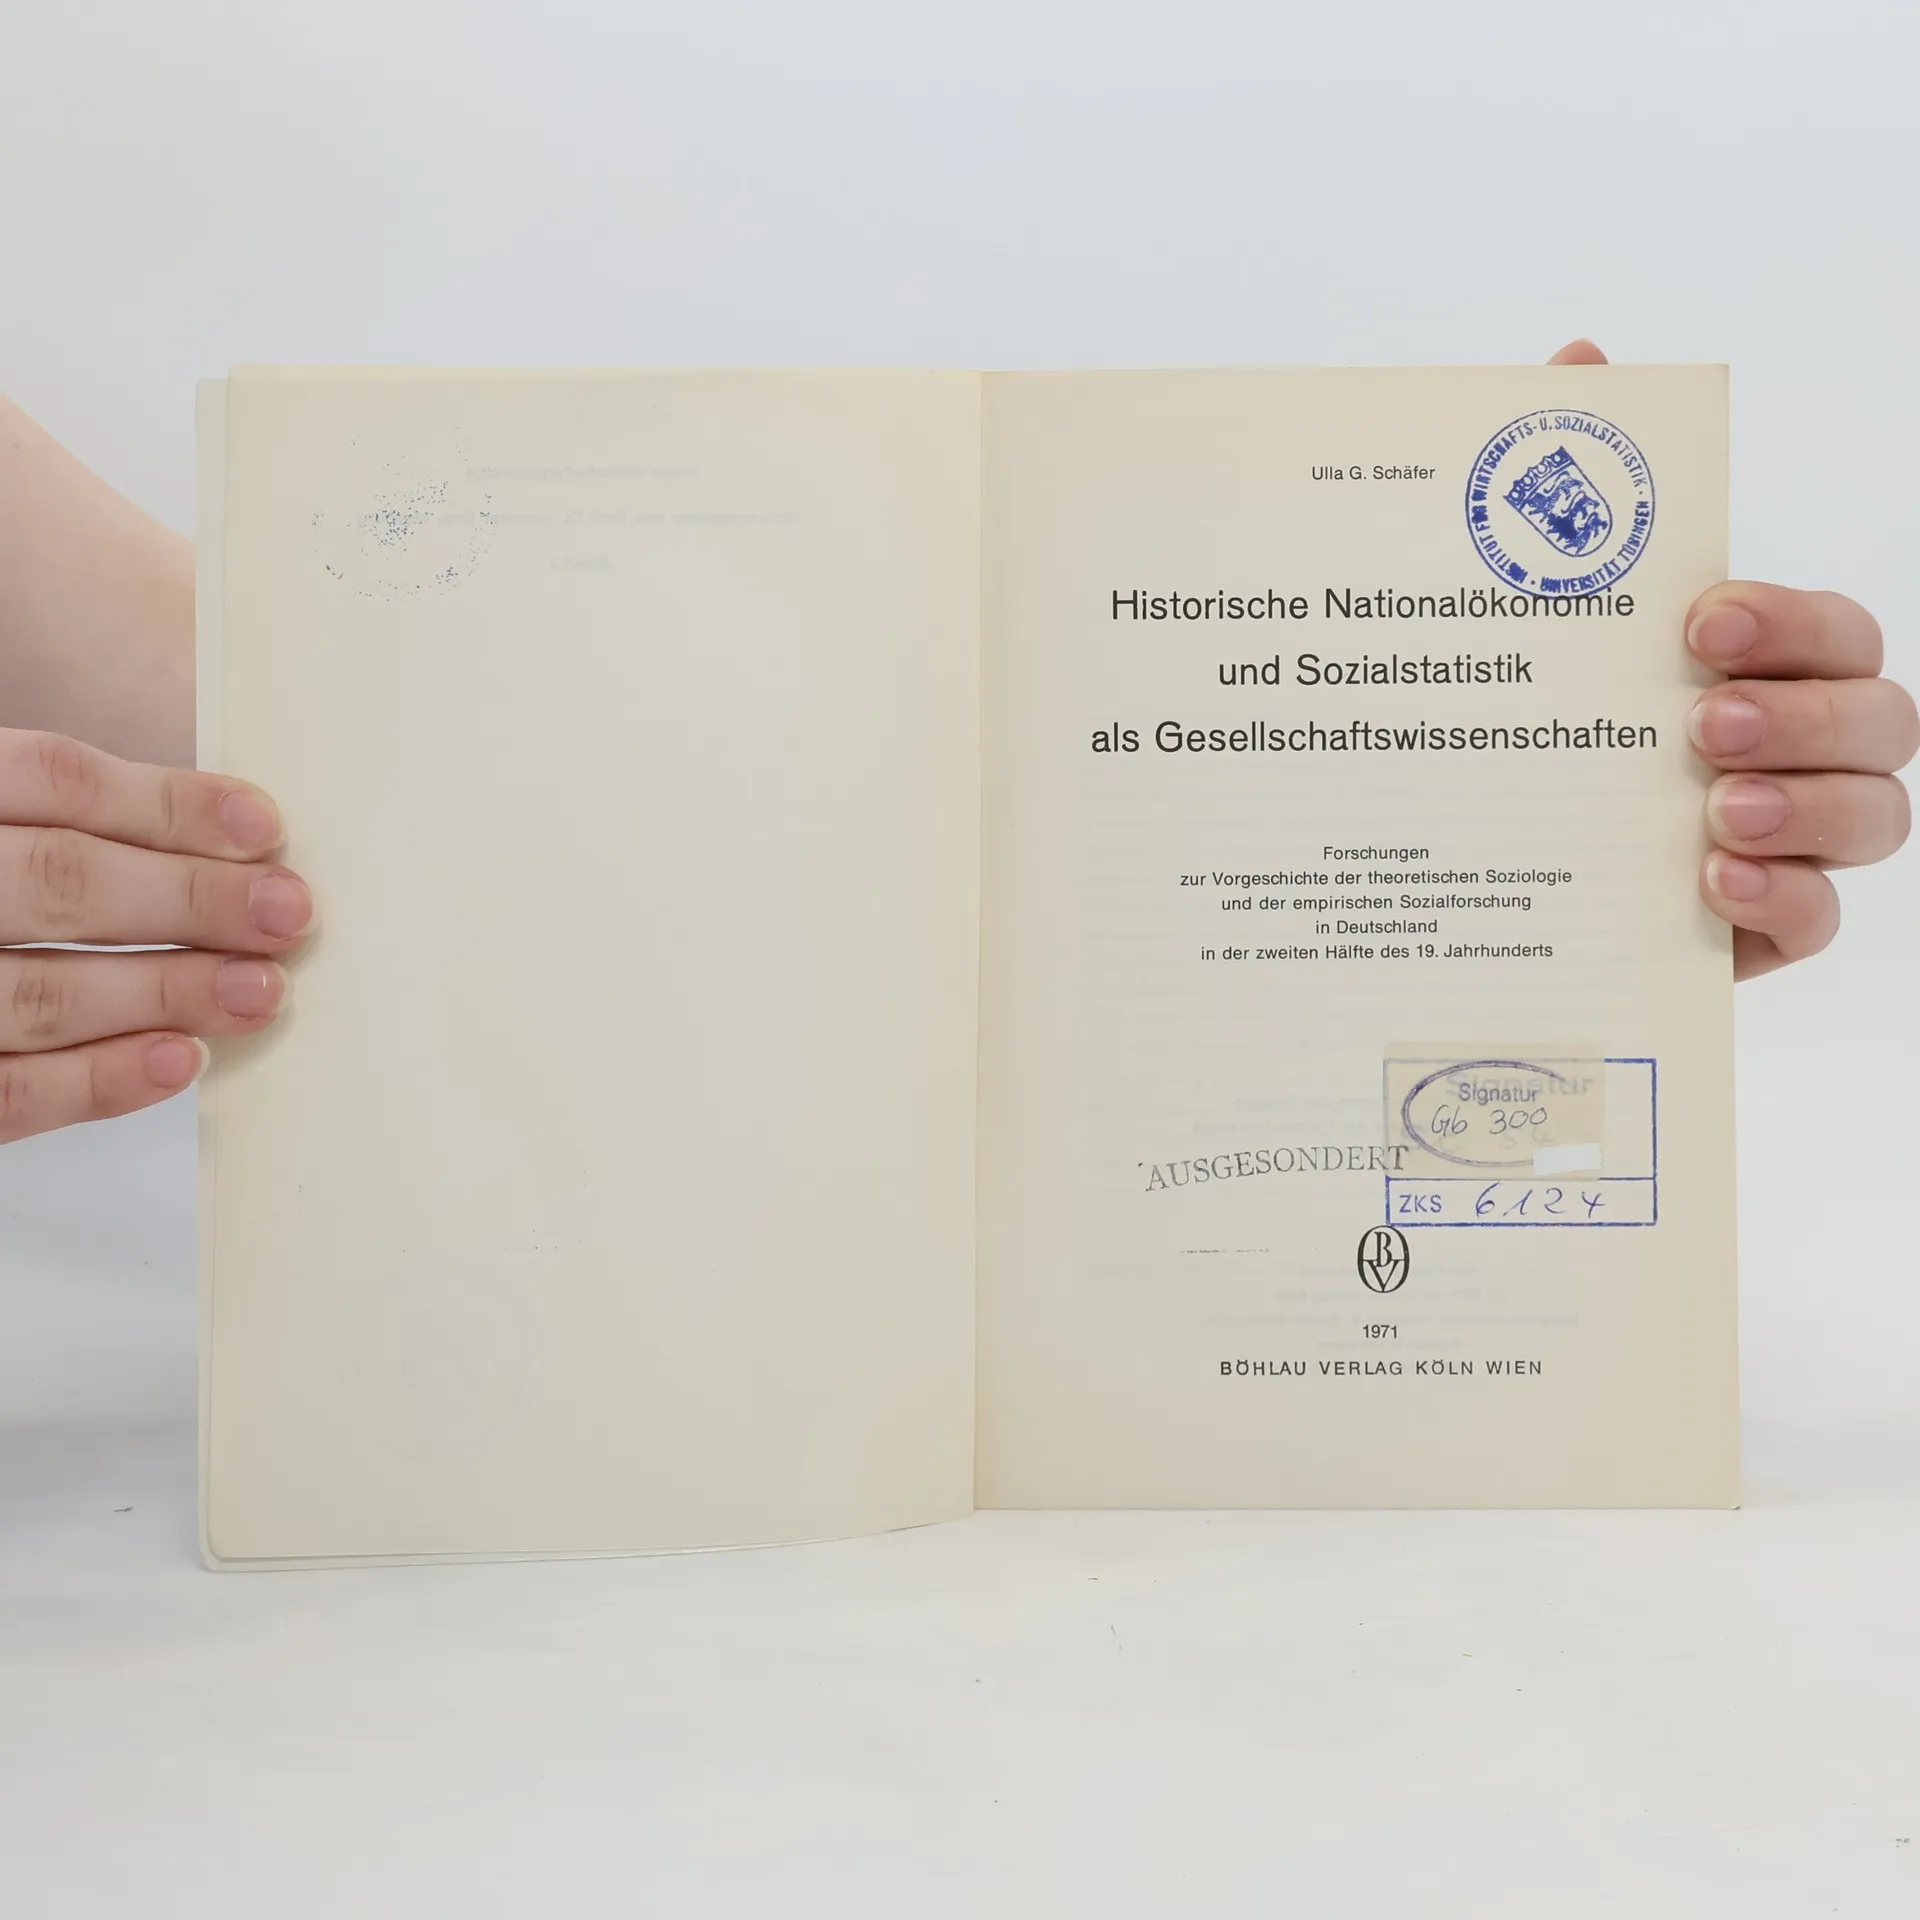 Ulla G. Schäfer
INSTITUT FÜR WIRTSCHAFTS- U. SOZIALSTATISTIK · UNIVERSITÄT TÜBINGEN ·
Historische Nationalökonomie
und Sozialstatistik
als Gesellschaftswissenschaften
Forschungen
zur Vorgeschichte der theoretischen Soziologie
und der empirischen Sozialforschung
in Deutschland
in der zweiten Hälfte des 19. Jahrhunderts
Signatur
Signatur
Gb 300
AUSGESONDERT
ZKS 6124
BV
1971
BÖHLAU VERLAG KÖLN WIEN